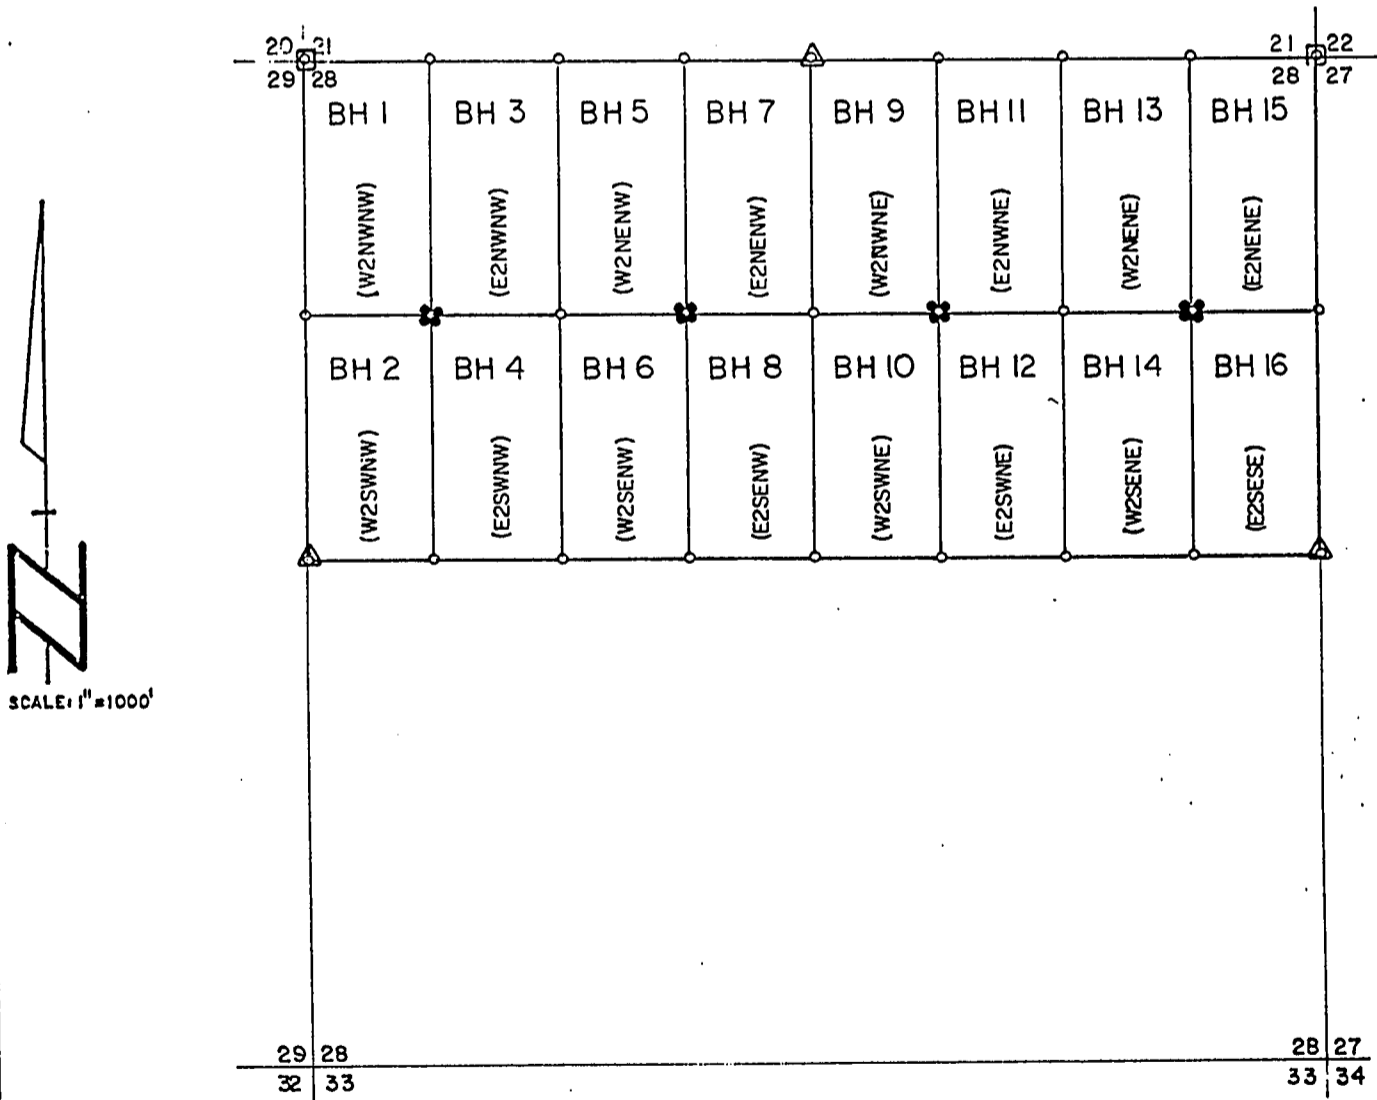 20 21
29 28
21 22
28 27
BH 1
BH 3
BH 5
BH 7
BH 9
BH 11
BH 13
BH 15
(W2NWNW)
(E2NWNW)
(W2NENW)
(E2NENW)
(W2NWNE)
(E2NWNE)
(W2NENE)
(E2NENE)
BH 2
BH 4
BH 6
BH 8
BH 10
BH 12
BH 14
BH 16
(W2SWNW)
(E2SWNW)
(W2SENW)
(E2SENW)
(W2SWNE)
(E2SWNE)
(W2SENE)
(E2SESE)
N
SCALE: 1"=1000'
29 28
32 33
28 27
33 34